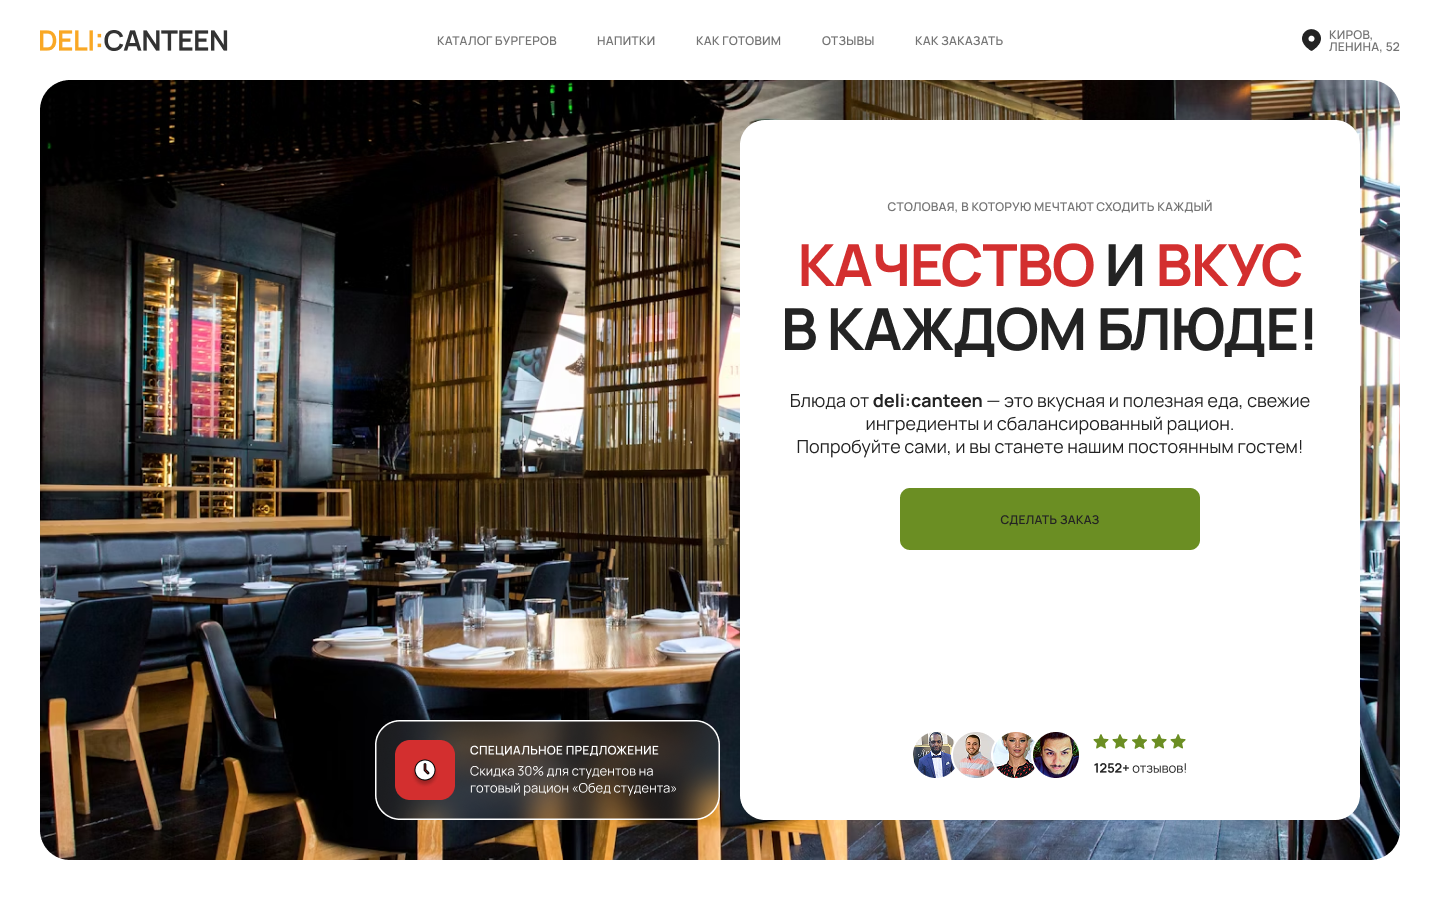 DELI:CANTEEN
КАТАЛОГ БУРГЕРОВ
НАПИТКИ
КАК ГОТОВИМ
ОТЗЫВЫ
КАК ЗАКАЗАТЬ
КИРОВ,
ЛЕНИНА, 52
СТОЛОВАЯ, В КОТОРУЮ МЕЧТАЮТ СХОДИТЬ КАЖДЫЙ
КАЧЕСТВО И ВКУС
В КАЖДОМ БЛЮДЕ!
Блюда от deli:canteen — это вкусная и полезная еда, свежие
ингредиенты и сбалансированный рацион.
Попробуйте сами, и вы станете нашим постоянным гостем!
СДЕЛАТЬ ЗАКАЗ
1252+ отзывов!
СПЕЦИАЛЬНОЕ ПРЕДЛОЖЕНИЕ
Скидка 30% для студентов на
готовый рацион «Обед студента»